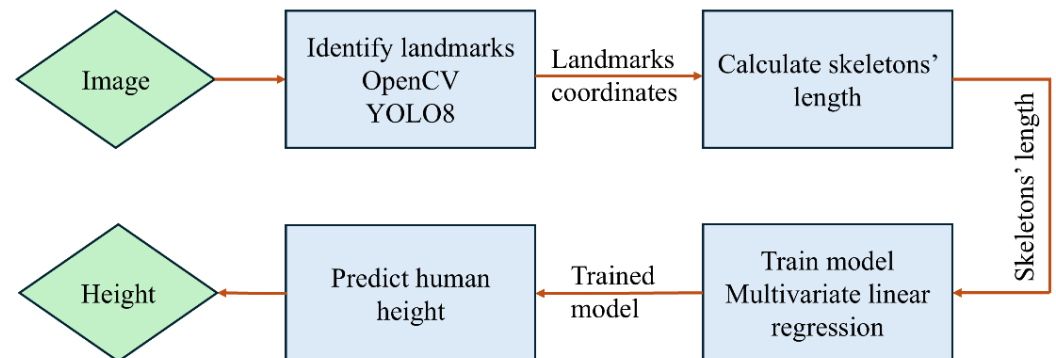 Image
Identify landmarks
OpenCV
YOLO8
Landmarks
coordinates
Calculate skeletons’
length
Skeletons’ length
Train model
Multivariate linear
regression
Trained
model
Predict human
height
Height